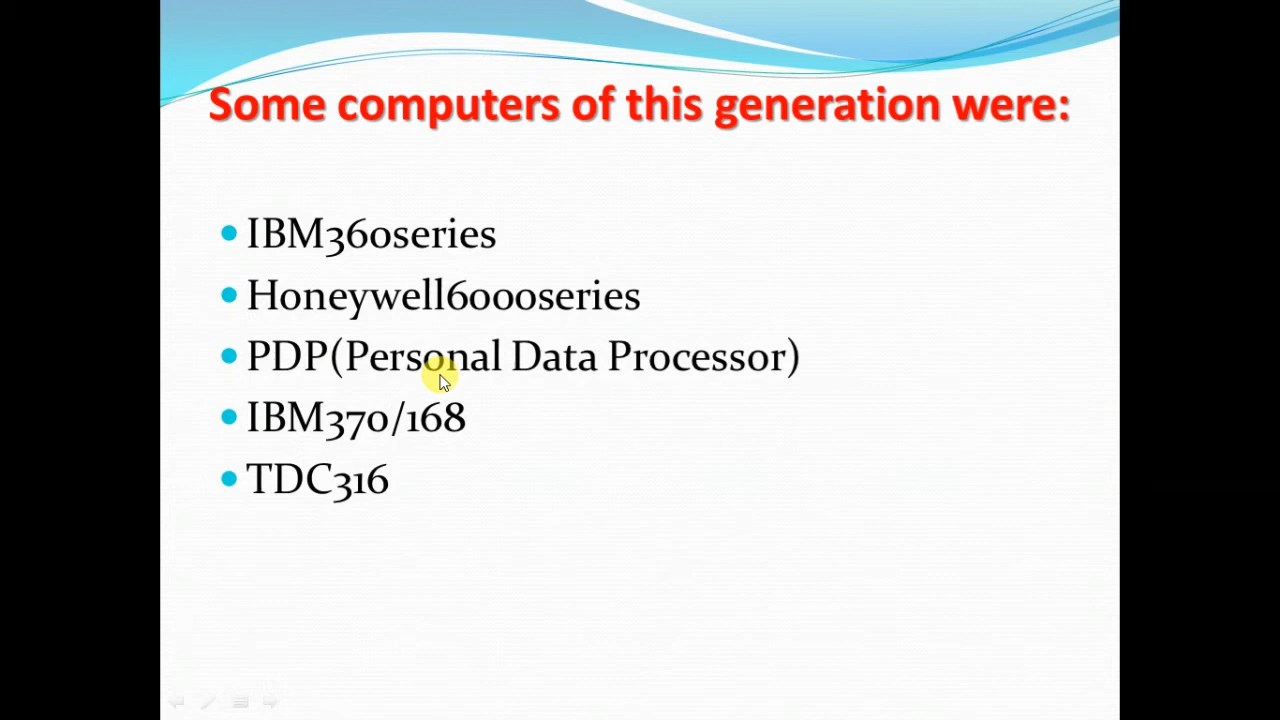 Some computers of this generation were:
• IBM360series
• Honeywell6000series
• PDP(Personal Data Processor)
• IBM370/168
• TDC316